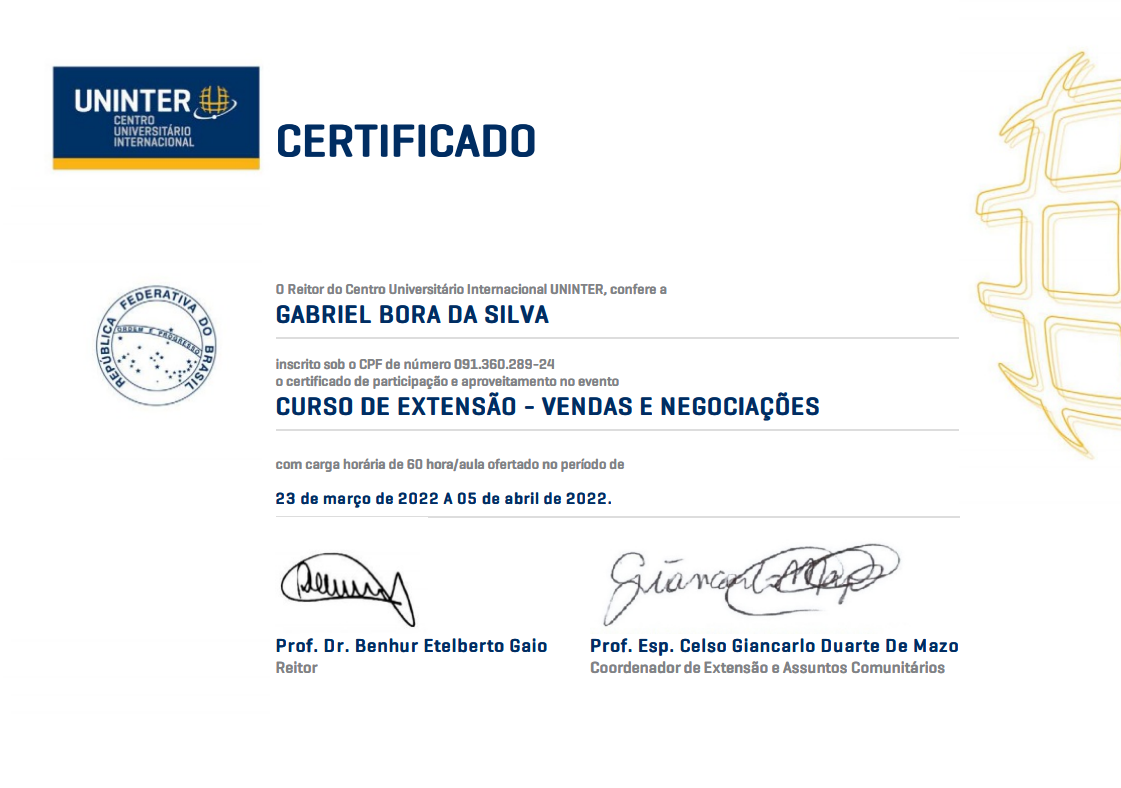 UNINTER
CENTRO
UNIVERSITÁRIO
INTERNACIONAL
CERTIFICADO
REPÚBLICA FEDERATIVA DO BRASIL
ORDEM E PROGRESSO
O Reitor do Centro Universitário Internacional UNINTER, confere a
GABRIEL BORA DA SILVA
inscrito sob o CPF de número 091.360.289-24
o certificado de participação e aproveitamento no evento
CURSO DE EXTENSÃO - VENDAS E NEGOCIAÇÕES
com carga horária de 60 hora/aula ofertado no período de
23 de março de 2022 A 05 de abril de 2022.
Prof. Dr. Benhur Etelberto Gaio
Reitor
Prof. Esp. Celso Giancarlo Duarte De Mazo
Coordenador de Extensão e Assuntos Comunitários